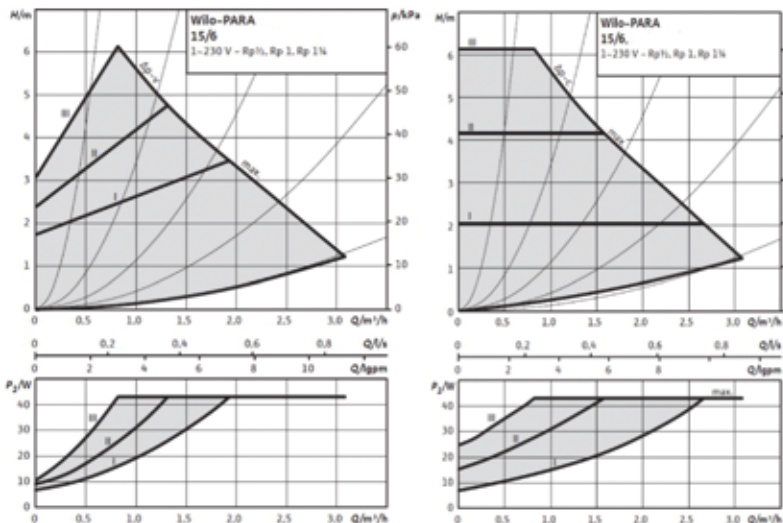 H/m
p/kPa
Wilo-PARA
15/6
1~230 V - Rp½, Rp 1, Rp 1¼
6
5
4
3
2
1
0
60
50
40
30
20
10
0
Δp-v
III
II
I
max.
0 0,5 1,0 1,5 2,0 2,5 3,0 Q/m³/h
0 0,2 0,4 0,6 0,8 Q/l/s
0 2 4 6 8 10 Q/Igpm
P₁/W
40
30
20
10
0
III
II
I
0 0,5 1,0 1,5 2,0 2,5 3,0 Q/m³/h
H/m
Wilo-PARA
15/6,
1~230 V - Rp½, Rp 1, Rp 1¼
6
5
4
3
2
1
0
III
II
I
Δp-c
max.
0 0,5 1,0 1,5 2,0 2,5 3,0 Q/m³/h
0 0,2 0,4 0,6 0,8 Q/l/s
0 2 4 6 8 10 Q/Igpm
P₁/W
40
30
20
10
0
max.
III
II
I
0 0,5 1,0 1,5 2,0 2,5 3,0 Q/m³/h